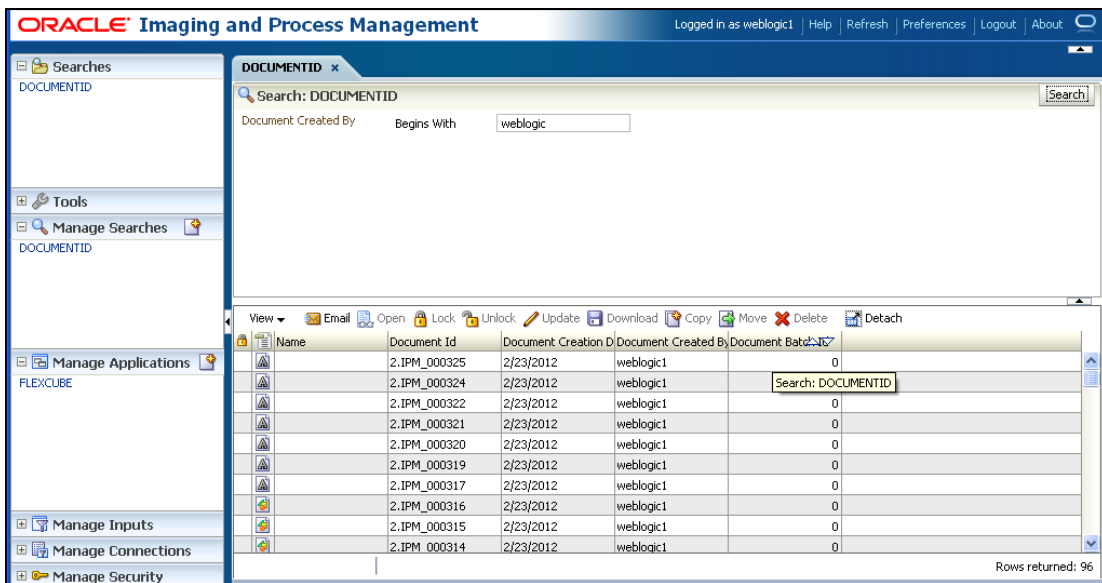 ORACLE Imaging and Process Management
Logged in as weblogic1 | Help | Refresh | Preferences | Logout | About
Searches
DOCUMENTID
Tools
Manage Searches
DOCUMENTID
Manage Applications
FLEXCUBE
Manage Inputs
Manage Connections
Manage Security
DOCUMENTID
Search: DOCUMENTID
Search
Document Created By Begins With weblogic
View Email Open Lock Unlock Update Download Copy Move Delete Detach
Name Document Id Document Creation D Document Created By Document Batch
2.IPM_000325 2/23/2012 weblogic1 0
2.IPM_000324 2/23/2012 weblogic1
Search: DOCUMENTID
2.IPM_000322 2/23/2012 weblogic1 0
2.IPM_000321 2/23/2012 weblogic1 0
2.IPM_000320 2/23/2012 weblogic1 0
2.IPM_000319 2/23/2012 weblogic1 0
2.IPM_000317 2/23/2012 weblogic1 0
2.IPM_000316 2/23/2012 weblogic1 0
2.IPM_000315 2/23/2012 weblogic1 0
2.IPM_000314 2/23/2012 weblogic1 0
Rows returned: 96